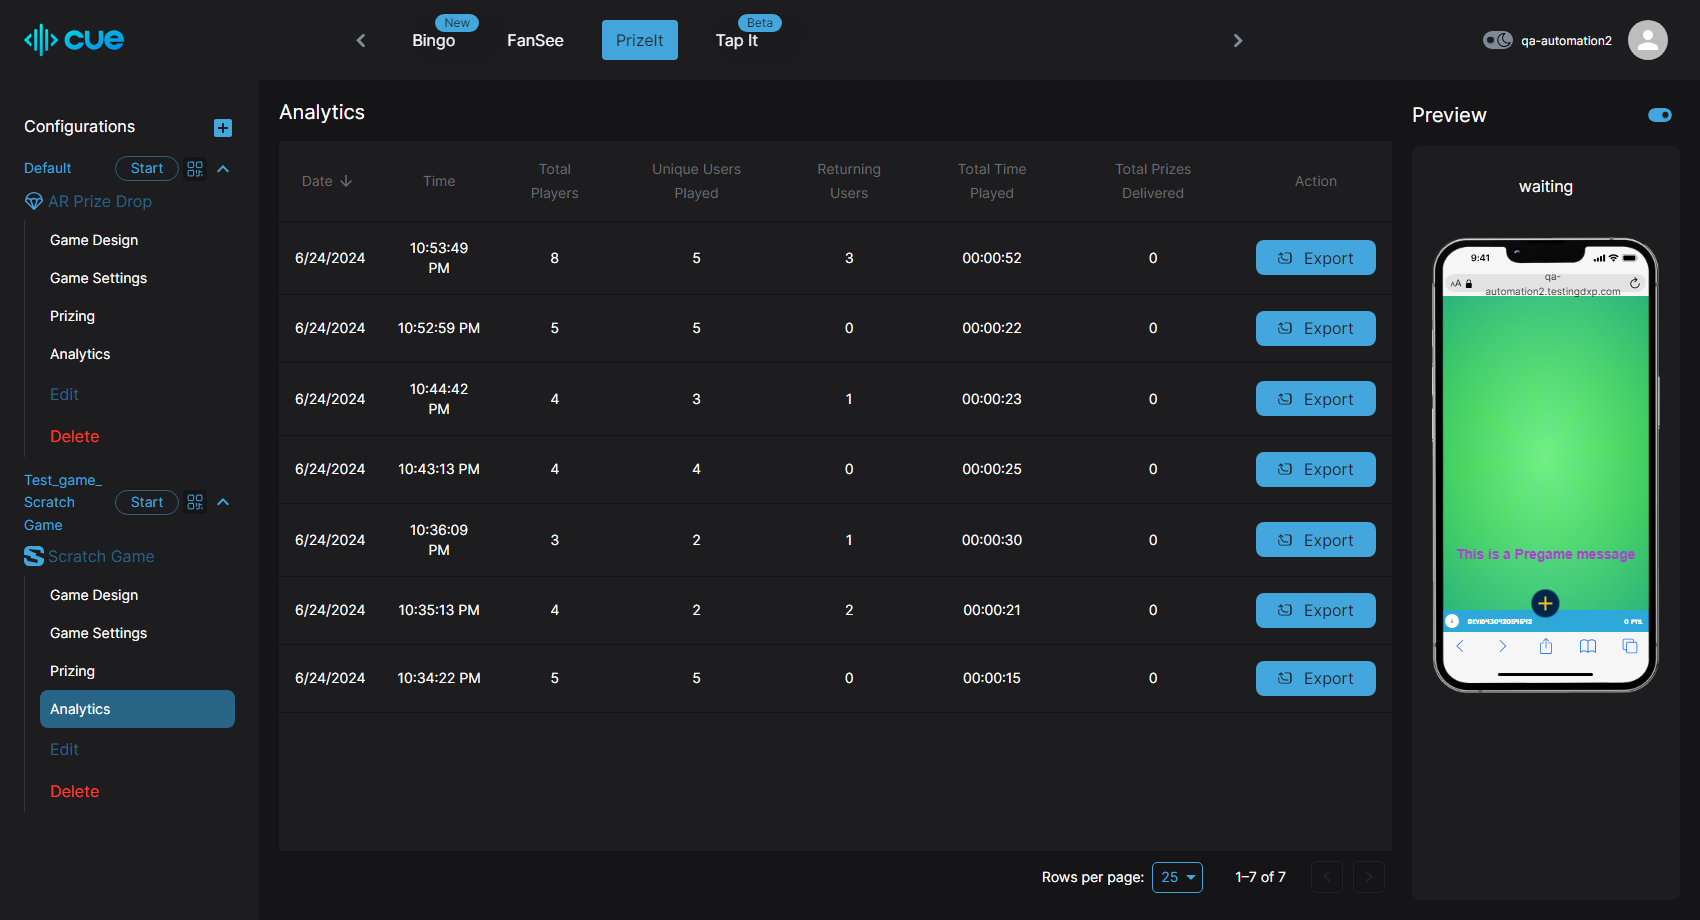 cue
New
Bingo
FanSee
PrizeIt
Beta
Tap It
qa-automation2
Configurations
Default
Start
AR Prize Drop
Game Design
Game Settings
Prizing
Analytics
Edit
Delete
Test_game_
Scratch
Game
Start
Scratch Game
Game Design
Game Settings
Prizing
Analytics
Edit
Delete
Analytics
Date Time Total Players Unique Users Played Returning Users Total Time Played Total Prizes Delivered Action
6/24/2024 10:53:49 PM 8 5 3 00:00:52 0 Export
6/24/2024 10:52:59 PM 5 5 0 00:00:22 0 Export
6/24/2024 10:44:42 PM 4 3 1 00:00:23 0 Export
6/24/2024 10:43:13 PM 4 4 0 00:00:25 0 Export
6/24/2024 10:36:09 PM 3 2 1 00:00:30 0 Export
6/24/2024 10:35:13 PM 4 2 2 00:00:21 0 Export
6/24/2024 10:34:22 PM 5 5 0 00:00:15 0 Export
Rows per page: 25 1–7 of 7
Preview
waiting
9:41
AA
qa-
automation2.testingdxp.com
This is a Pregame message
0 PTS.